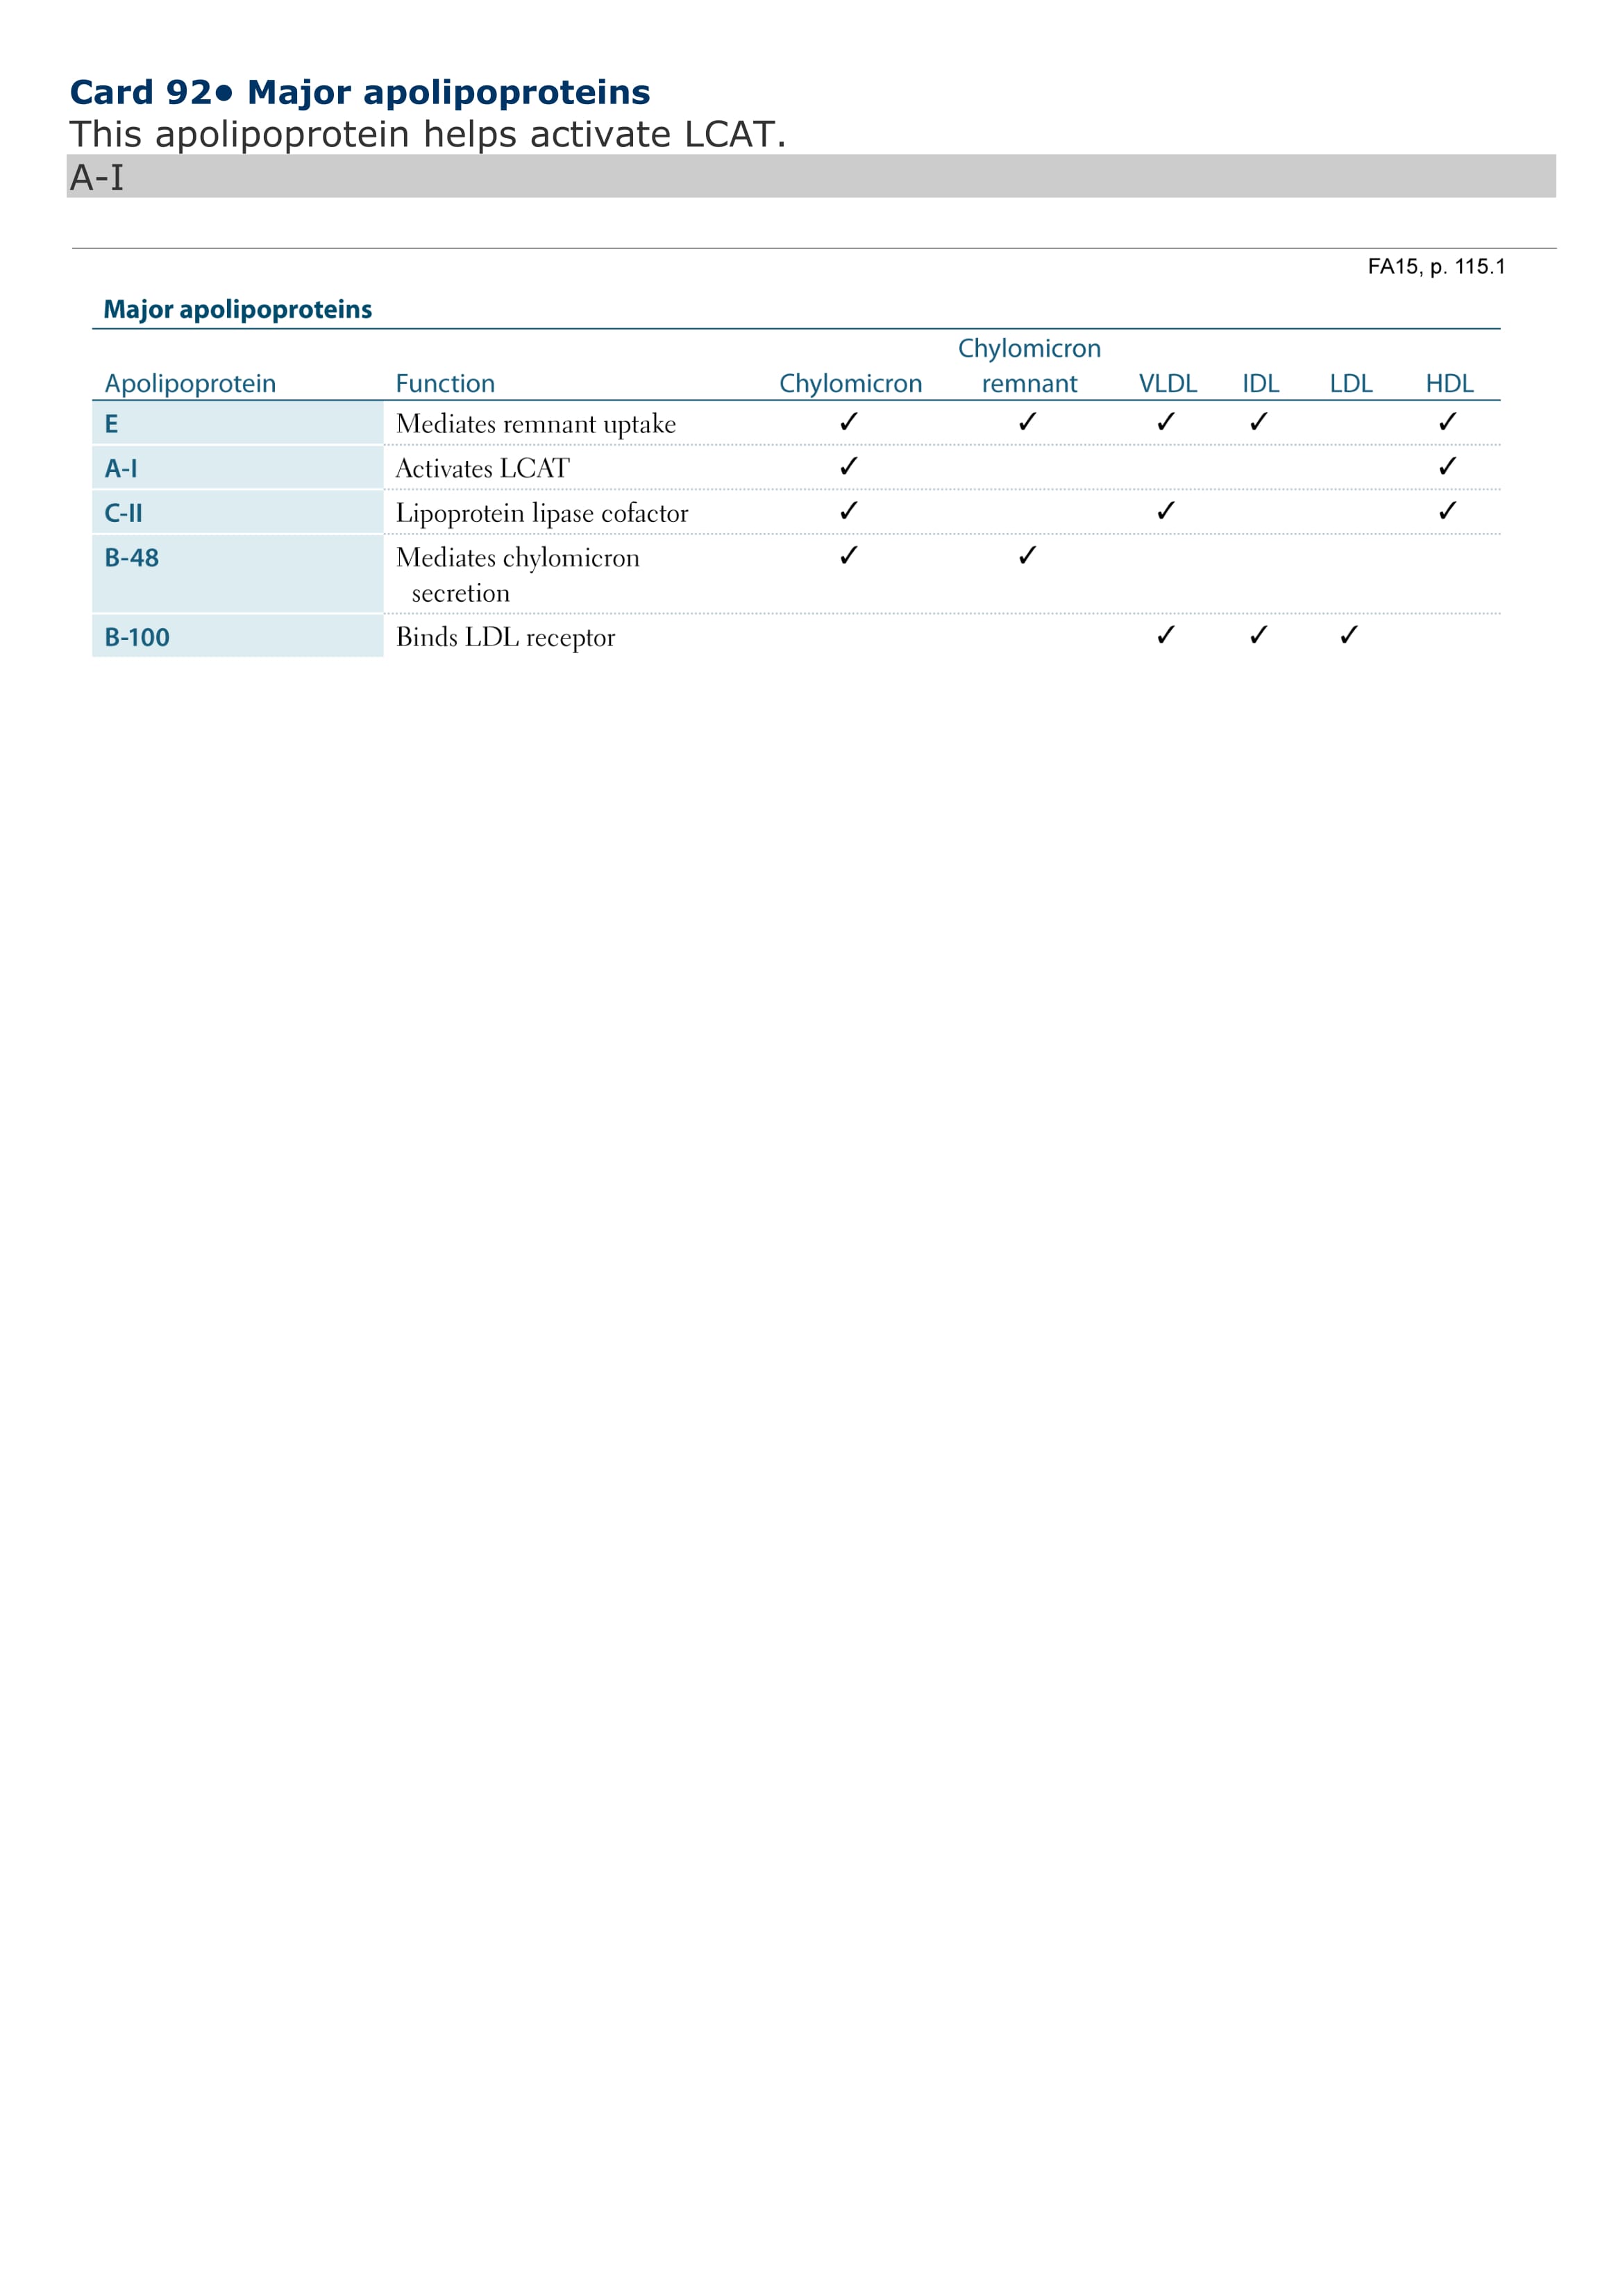 Card 92● Major apolipoproteins
This apolipoprotein helps activate LCAT.
A-I
FA15, p. 115.1
Major apolipoproteins
Chylomicron
Apolipoprotein Function Chylomicron remnant VLDL IDL LDL HDL
E Mediates remnant uptake ✓ ✓ ✓ ✓ ✓
A-I Activates LCAT ✓ ✓
C-II Lipoprotein lipase cofactor ✓ ✓ ✓
B-48 Mediates chylomicron ✓ ✓
secretion
B-100 Binds LDL receptor ✓ ✓ ✓